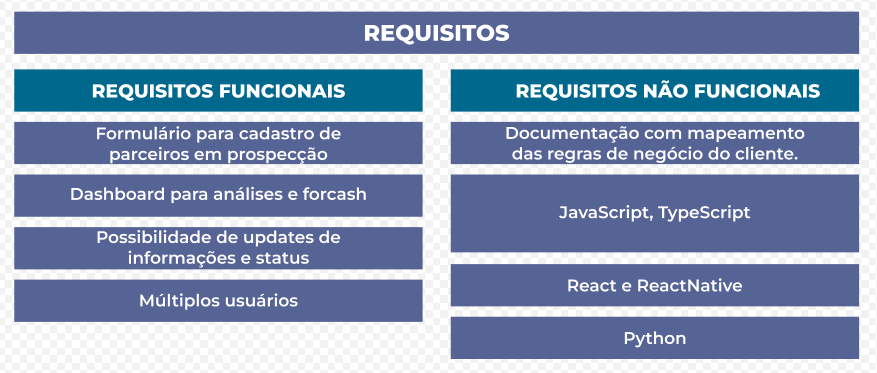 REQUISITOS
REQUISITOS FUNCIONAIS
Formulário para cadastro de
parceiros em prospecção
Dashboard para análises e forcash
Possibilidade de updates de
informações e status
Múltiplos usuários
REQUISITOS NÃO FUNCIONAIS
Documentação com mapeamento
das regras de negócio do cliente.
JavaScript, TypeScript
React e ReactNative
Python